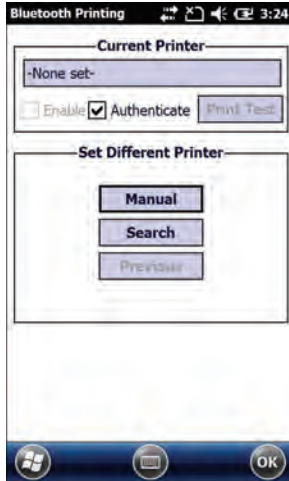 Bluetooth Printing 3:24
Current Printer
-None set-
Enable Authenticate Print Test
Set Different Printer
Manual
Search
Previous
OK